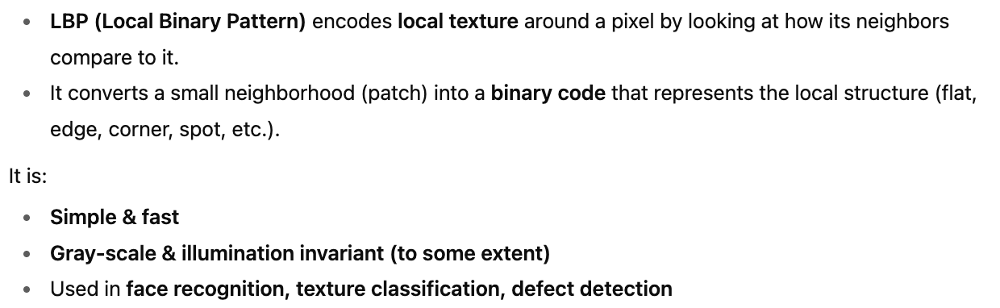 • LBP (Local Binary Pattern) encodes local texture around a pixel by looking at how its neighbors
compare to it.
• It converts a small neighborhood (patch) into a binary code that represents the local structure (flat,
edge, corner, spot, etc.).
It is:
• Simple & fast
• Gray-scale & illumination invariant (to some extent)
• Used in face recognition, texture classification, defect detection